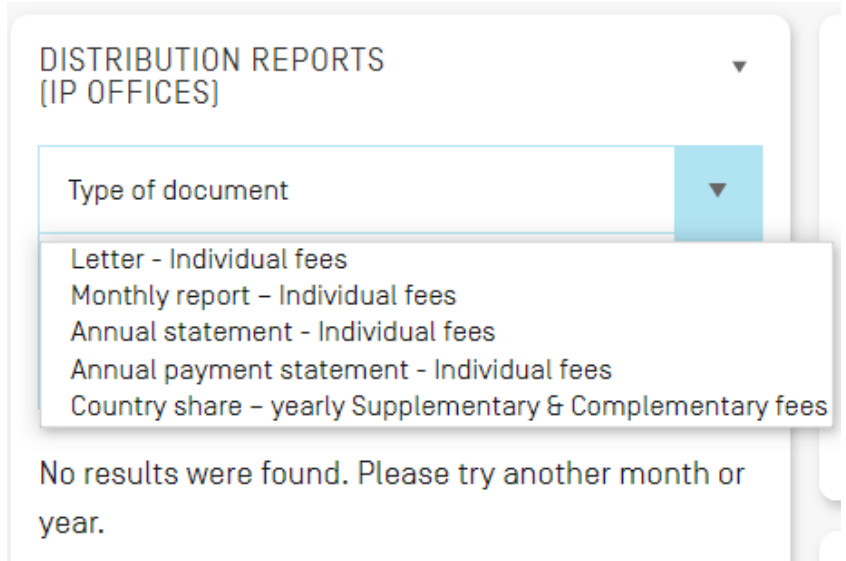 DISTRIBUTION REPORTS
(IP OFFICES)
Type of document
Letter - Individual fees
Monthly report – Individual fees
Annual statement - Individual fees
Annual payment statement - Individual fees
Country share – yearly Supplementary & Complementary fees
No results were found. Please try another month or
year.